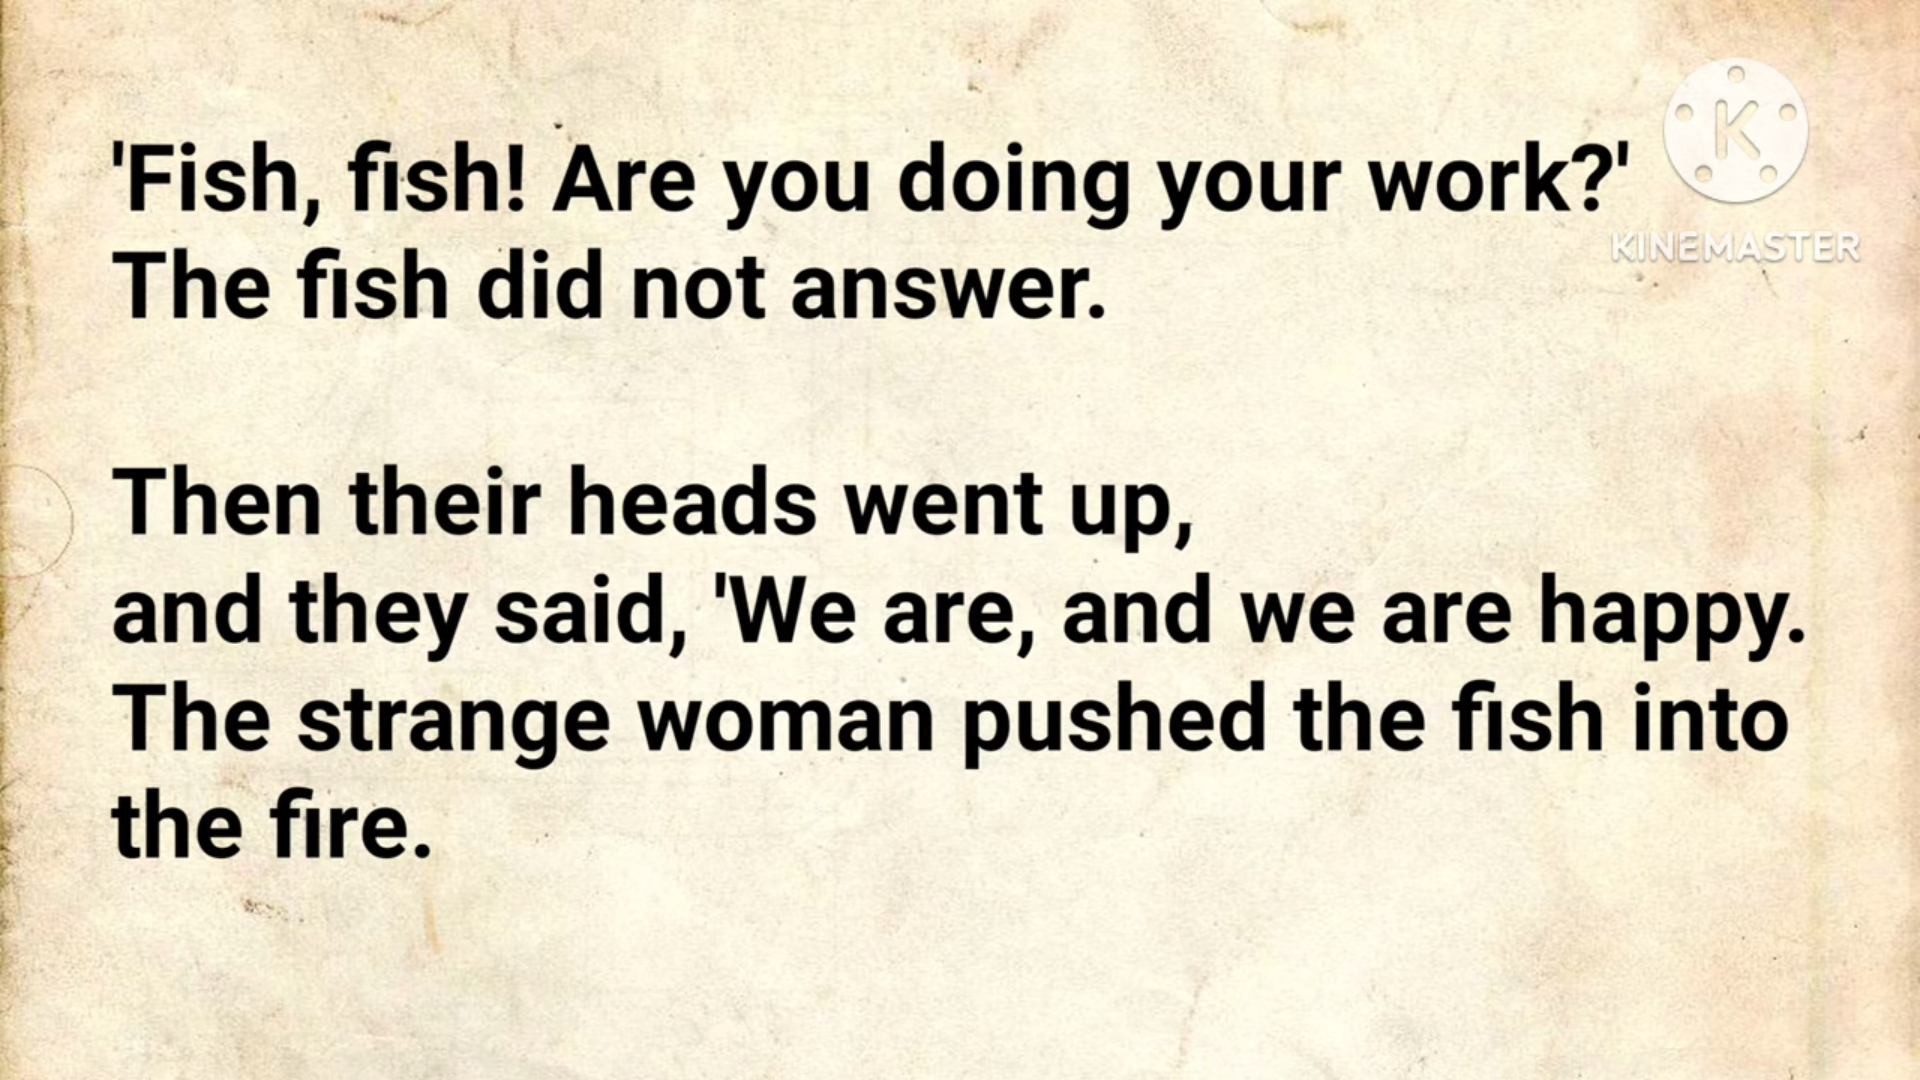 'Fish, fish! Are you doing your work?'
The fish did not answer.
Then their heads went up,
and they said, 'We are, and we are happy.
The strange woman pushed the fish into
the fire.
K
KINEMASTER